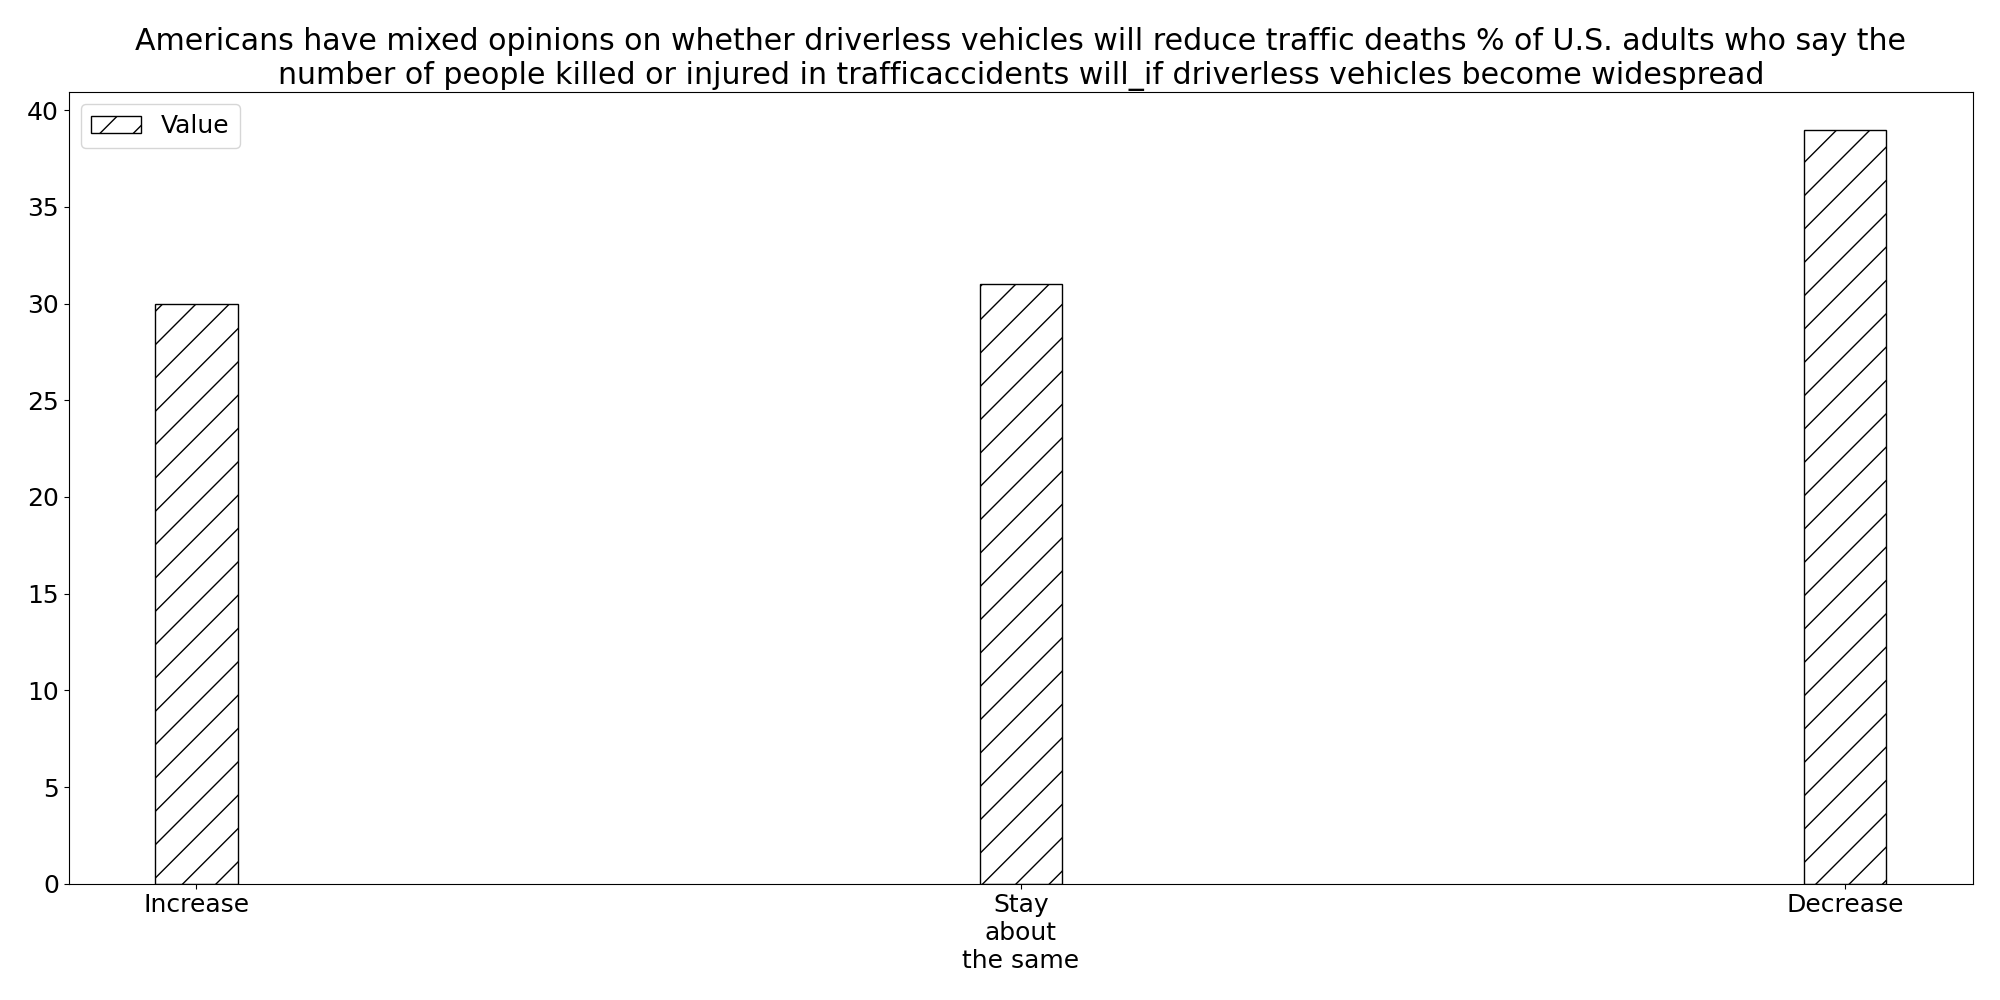 Americans have mixed opinions on whether driverless vehicles will reduce traffic deaths % of U.S. adults who say the
number of people killed or injured in trafficaccidents will_if driverless vehicles become widespread
Value
40
35
30
25
20
15
10
5
0
Increase
Stay
about
the same
Decrease